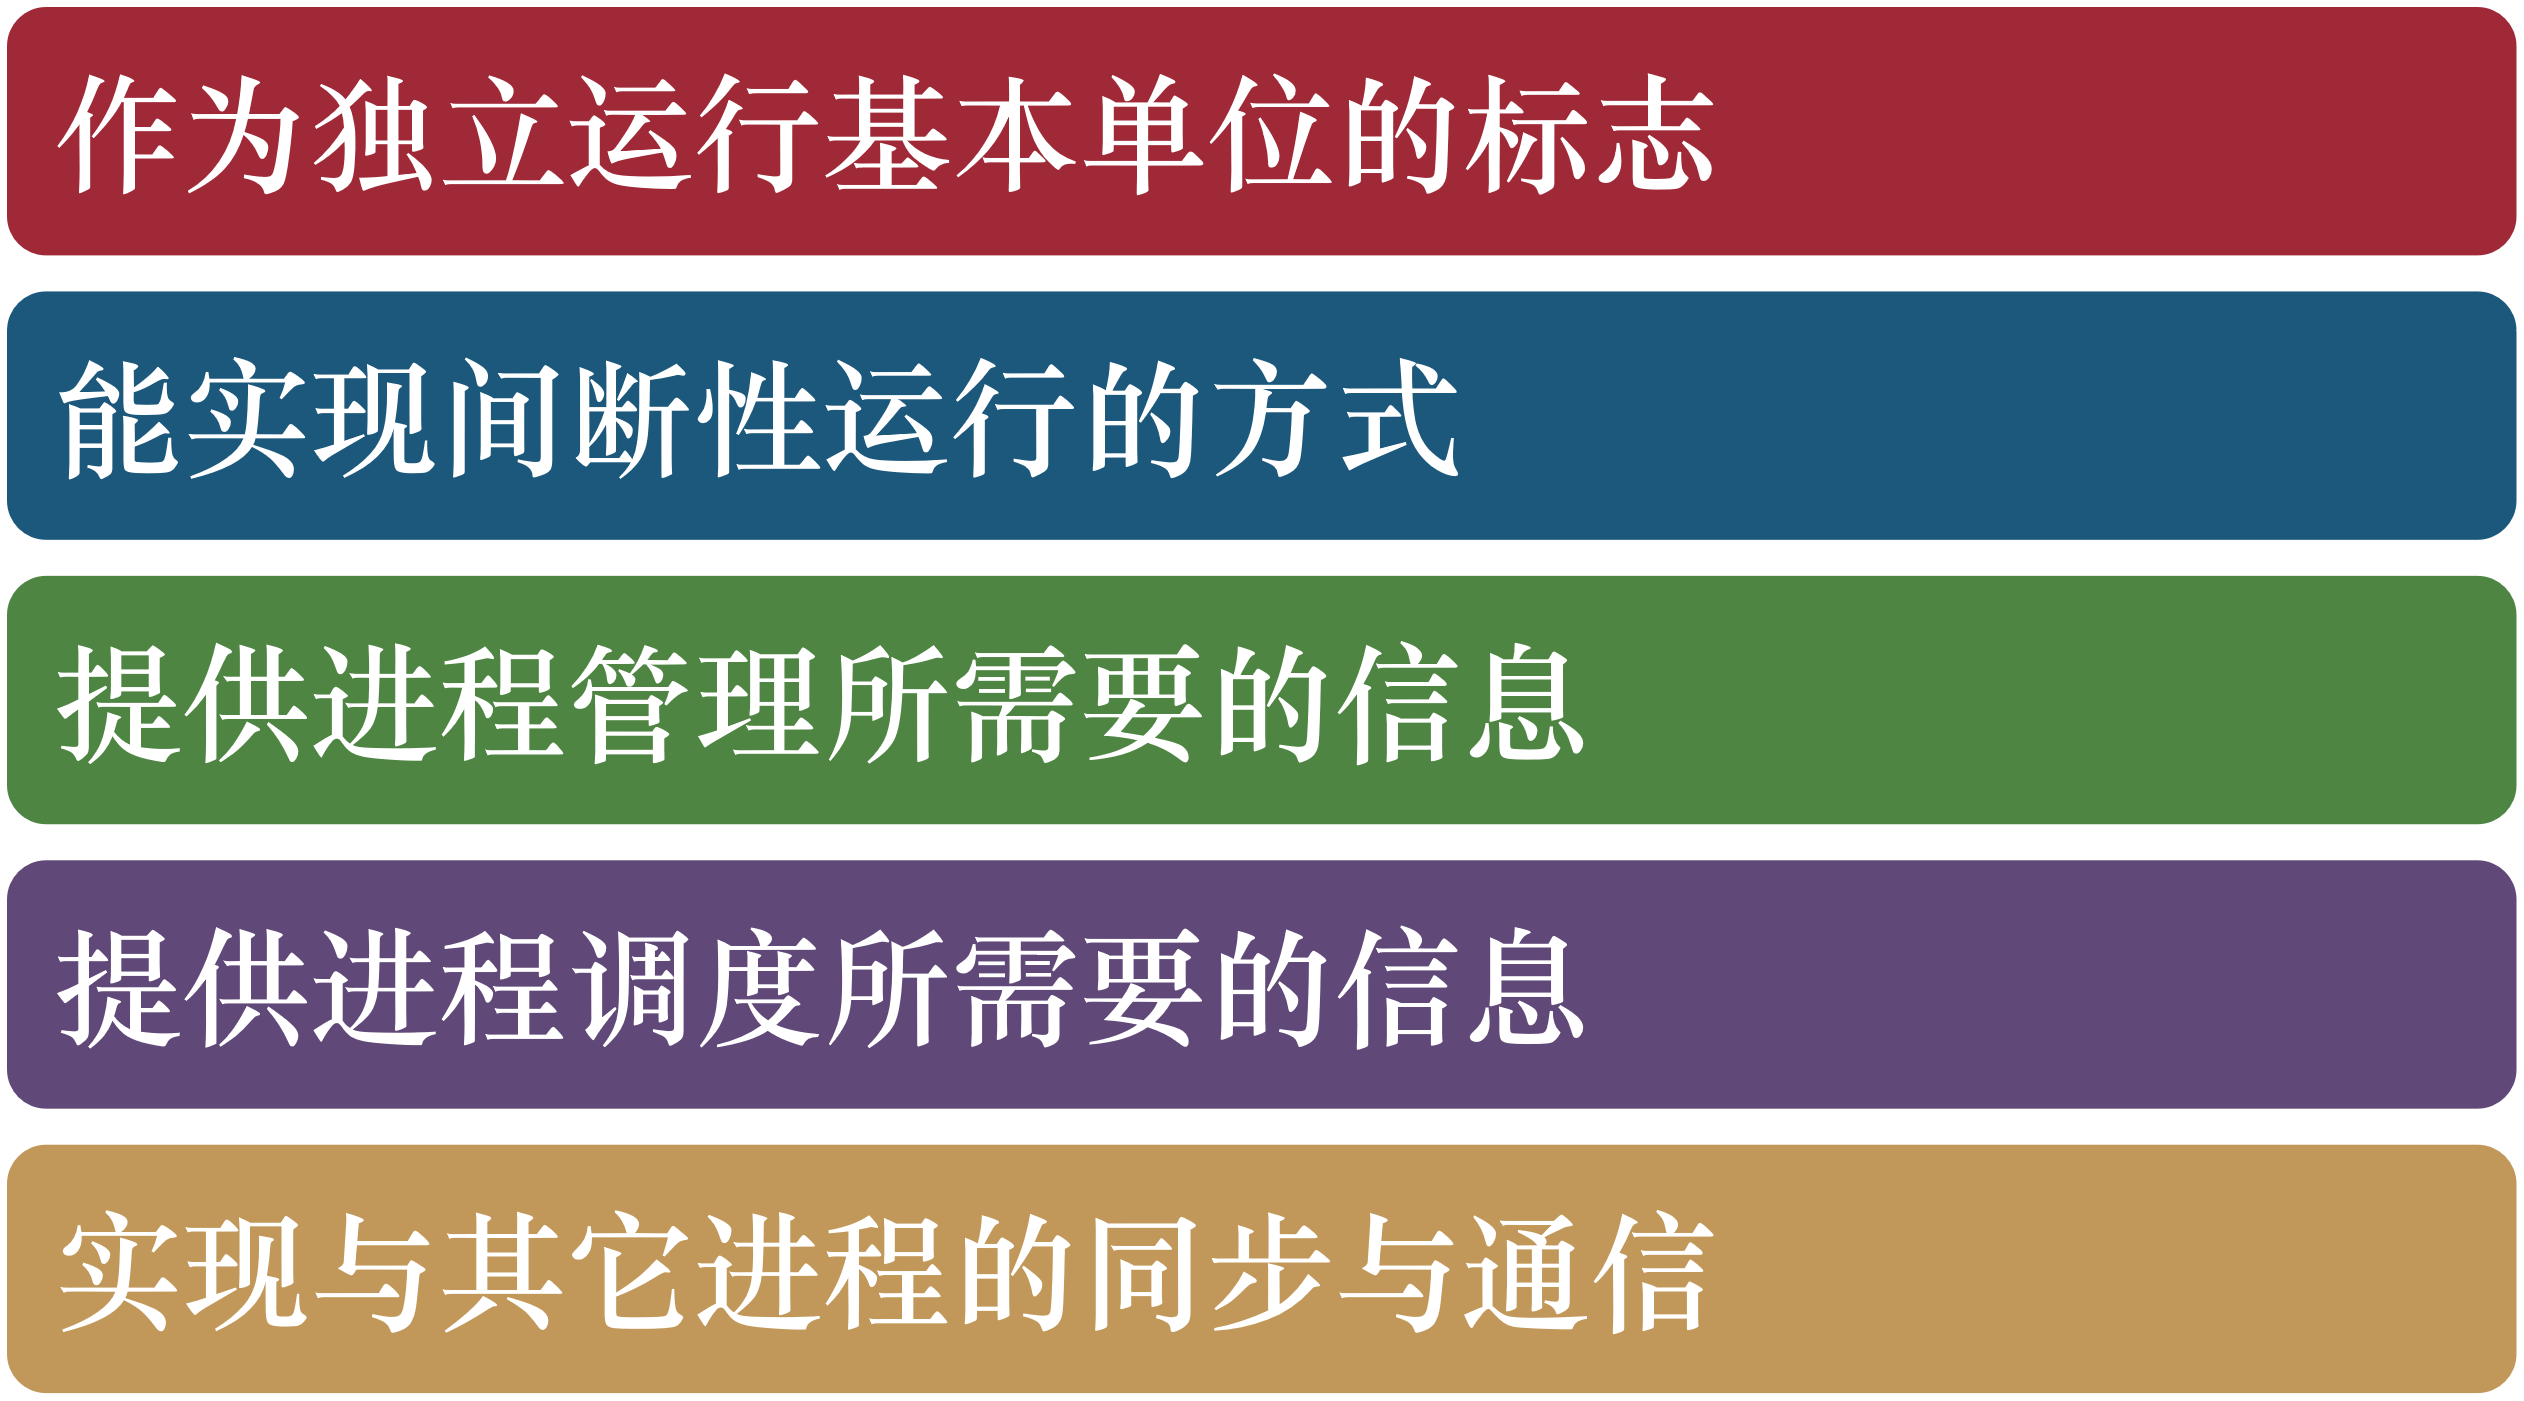 作为独立运行基本单位的标志
能实现间断性运行的方式
提供进程管理所需要的信息
提供进程调度所需要的信息
实现与其它进程的同步与通信